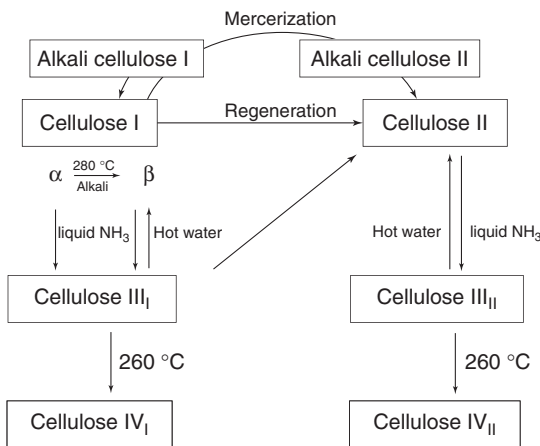 Mercerization
Alkali cellulose I
Alkali cellulose II
Cellulose I
Regeneration
Cellulose II
α 280 °C β
Alkali
liquid NH₃
Hot water
Hot water
liquid NH₃
Cellulose III_I
Cellulose III_II
260 °C
260 °C
Cellulose IV_I
Cellulose IV_II